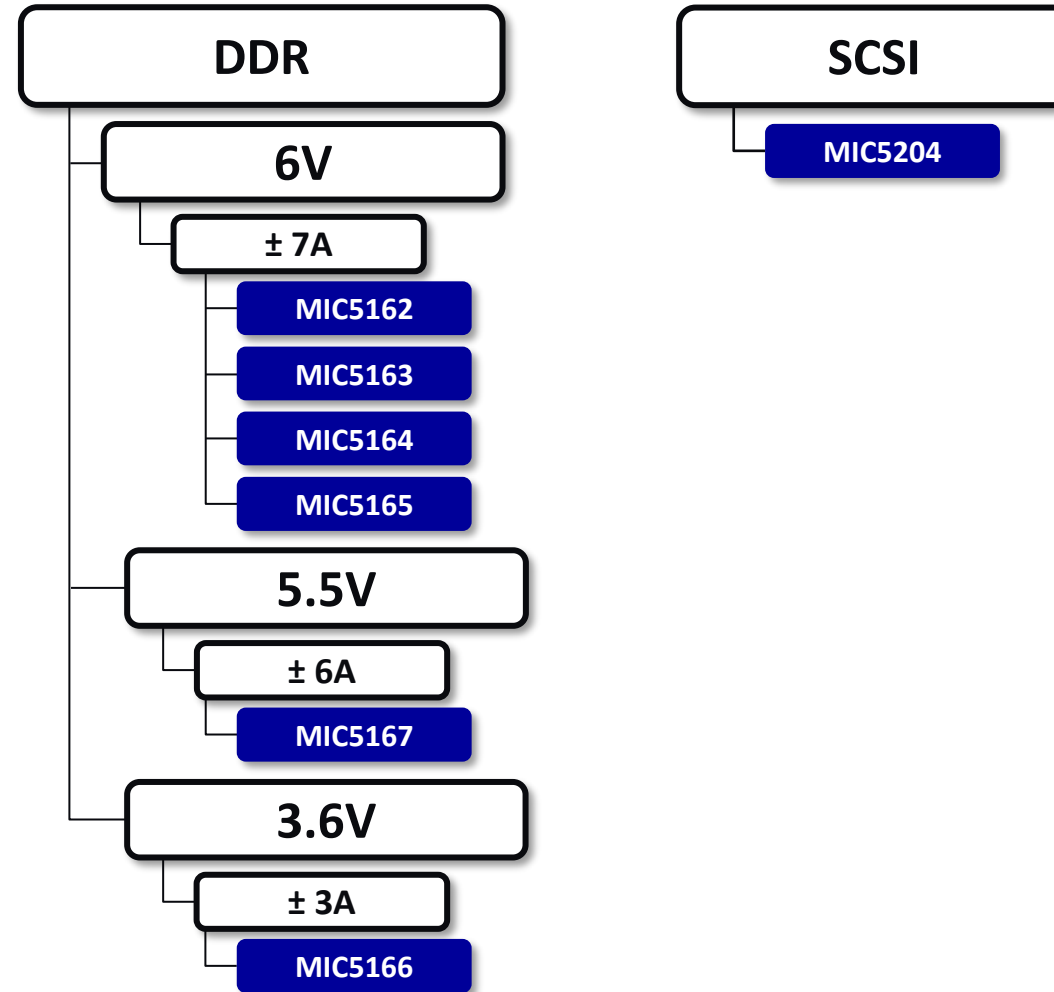 DDR
6V
± 7A
MIC5162
MIC5163
MIC5164
MIC5165
5.5V
± 6A
MIC5167
3.6V
± 3A
MIC5166
SCSI
MIC5204